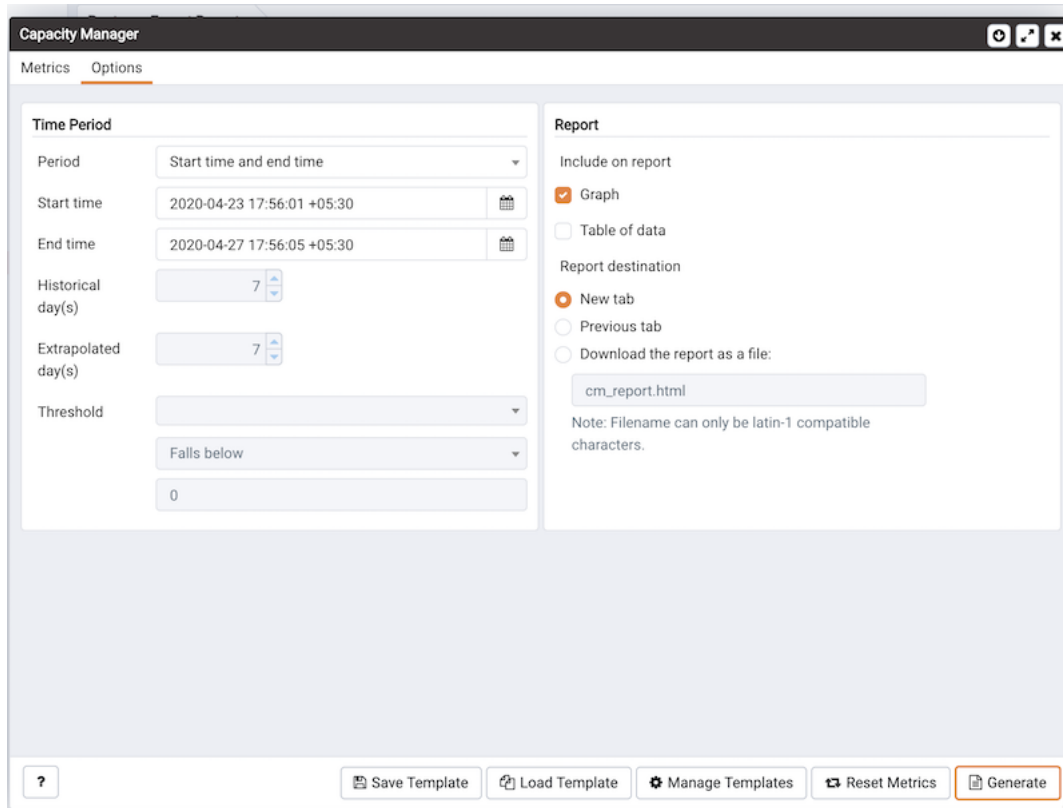 Capacity Manager
Metrics Options
Time Period
Period Start time and end time
Start time 2020-04-23 17:56:01 +05:30
End time 2020-04-27 17:56:05 +05:30
Historical 7
day(s)
Extrapolated 7
day(s)
Threshold
Falls below
0
Report
Include on report
Graph
Table of data
Report destination
New tab
Previous tab
Download the report as a file:
cm_report.html
Note: Filename can only be latin-1 compatible
characters.
? Save Template Load Template Manage Templates Reset Metrics Generate